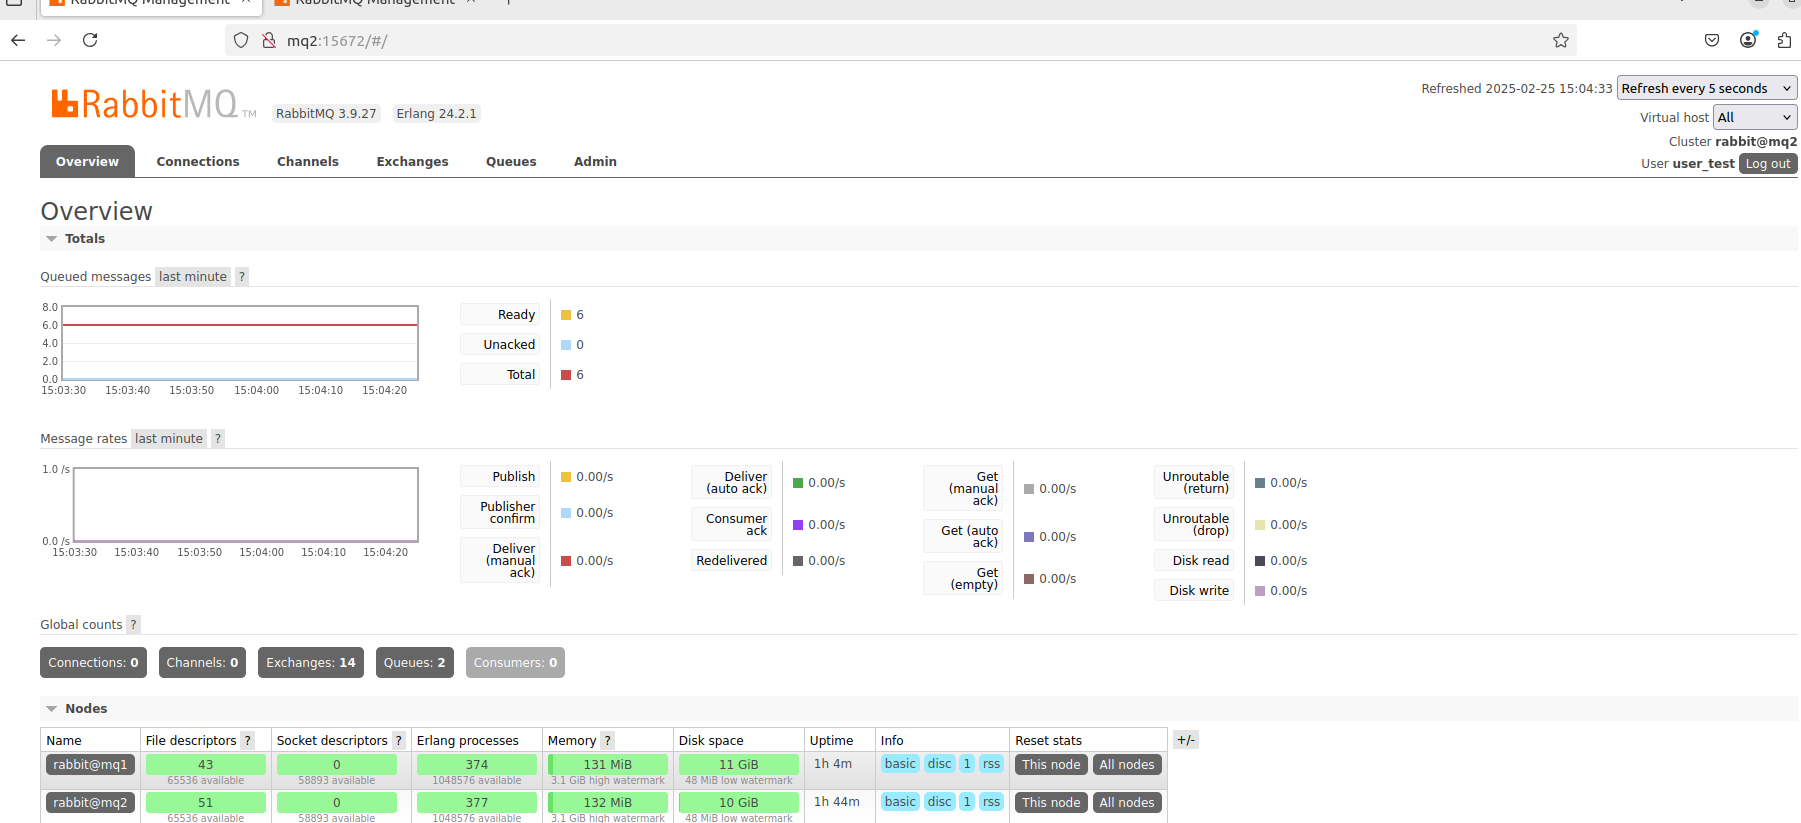 RabbitMQ Management
RabbitMQ Management
mq2:15672/#/
RabbitMQ TM
RabbitMQ 3.9.27
Erlang 24.2.1
Refreshed 2025-02-25 15:04:33 Refresh every 5 seconds
Virtual host All
Cluster rabbit@mq2
User user_test Log out
Overview Connections Channels Exchanges Queues Admin
Overview
Totals
Queued messages last minute ?
8.0
6.0
4.0
2.0
0.0
15:03:30 15:03:40 15:03:50 15:04:00 15:04:10 15:04:20
Ready 6
Unacked 0
Total 6
Message rates last minute ?
1.0 /s
0.0 /s
15:03:30 15:03:40 15:03:50 15:04:00 15:04:10 15:04:20
Publish 0.00/s
Publisher
confirm 0.00/s
Deliver
(manual
ack) 0.00/s
Deliver
(auto ack) 0.00/s
Consumer
ack 0.00/s
Redelivered 0.00/s
Get
(manual
ack) 0.00/s
Get (auto
ack) 0.00/s
Get
(empty) 0.00/s
Unroutable
(return) 0.00/s
Unroutable
(drop) 0.00/s
Disk read 0.00/s
Disk write 0.00/s
Global counts ?
Connections: 0 Channels: 0 Exchanges: 14 Queues: 2 Consumers: 0
Nodes
Name File descriptors ? Socket descriptors ? Erlang processes Memory ? Disk space Uptime Info Reset stats +/-
rabbit@mq1 43 0 374 131 MiB 11 GiB 1h 4m basic disc 1 rss This node All nodes
65536 available 58893 available 1048576 available 3.1 GiB high watermark 48 MiB low watermark
rabbit@mq2 51 0 377 132 MiB 10 GiB 1h 44m basic disc 1 rss This node All nodes
65536 available 58893 available 1048576 available 3.1 GiB high watermark 48 MiB low watermark